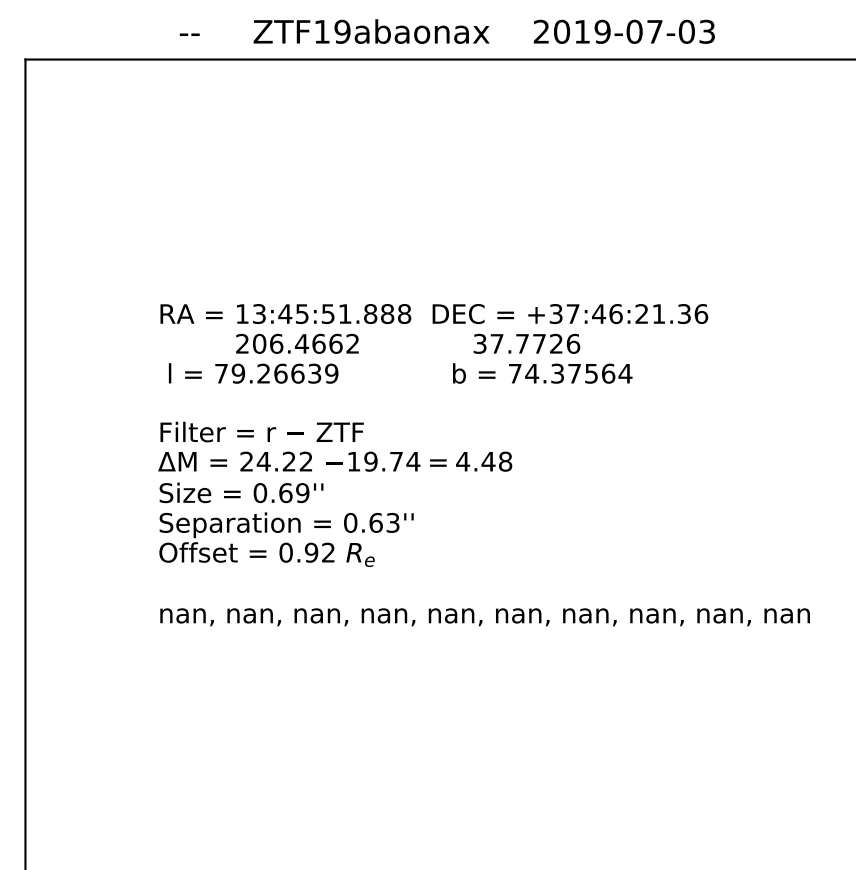 -- ZTF19abaonax 2019-07-03
RA = 13:45:51.888 DEC = +37:46:21.36
206.4662 37.7726
l = 79.26639 b = 74.37564
Filter = r − ZTF
ΔM = 24.22 −19.74 = 4.48
Size = 0.69''
Separation = 0.63''
Offset = 0.92 Rₑ
nan, nan, nan, nan, nan, nan, nan, nan, nan, nan